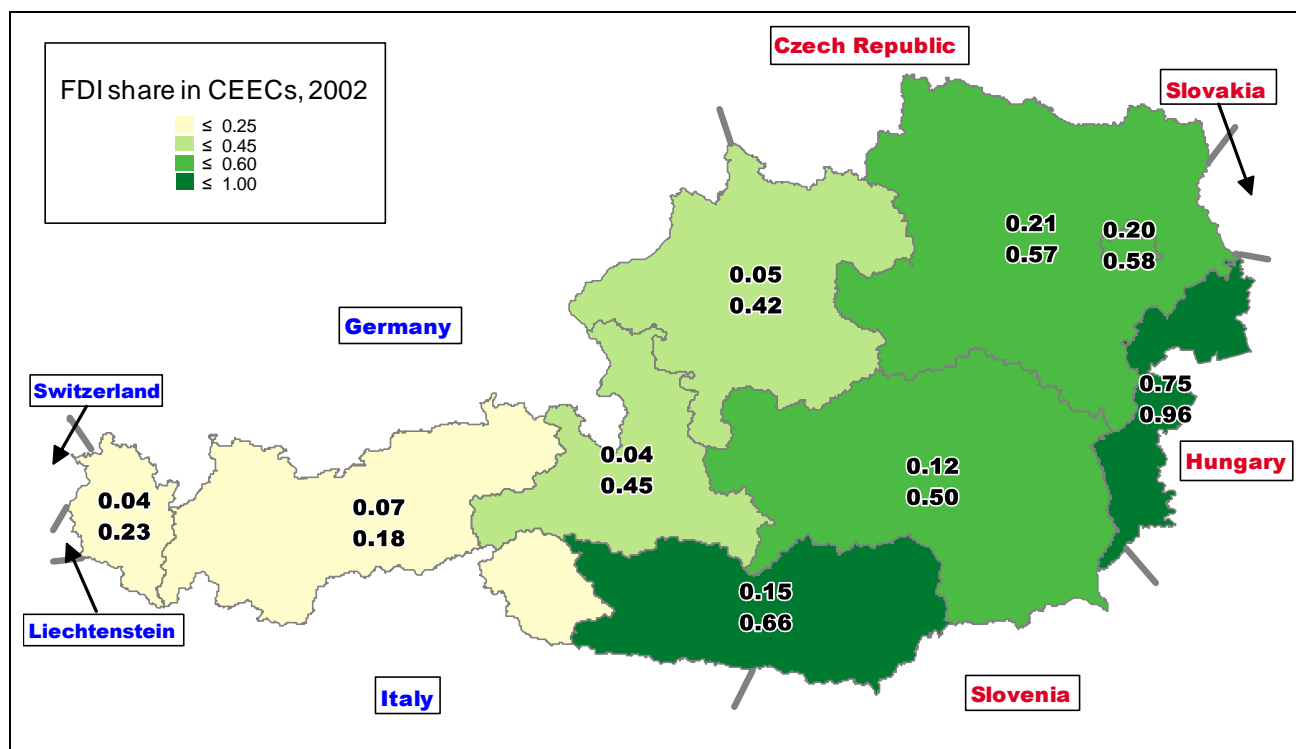 Czech Republic
FDI share in CEECs, 2002
≤ 0.25
≤ 0.45
≤ 0.60
≤ 1.00
Slovakia
0.21
0.57
0.20
0.58
0.05
0.42
Germany
Switzerland
0.75
0.96
0.04
0.45
0.12
0.50
Hungary
0.04
0.23
0.07
0.18
0.15
0.66
Liechtenstein
Italy
Slovenia